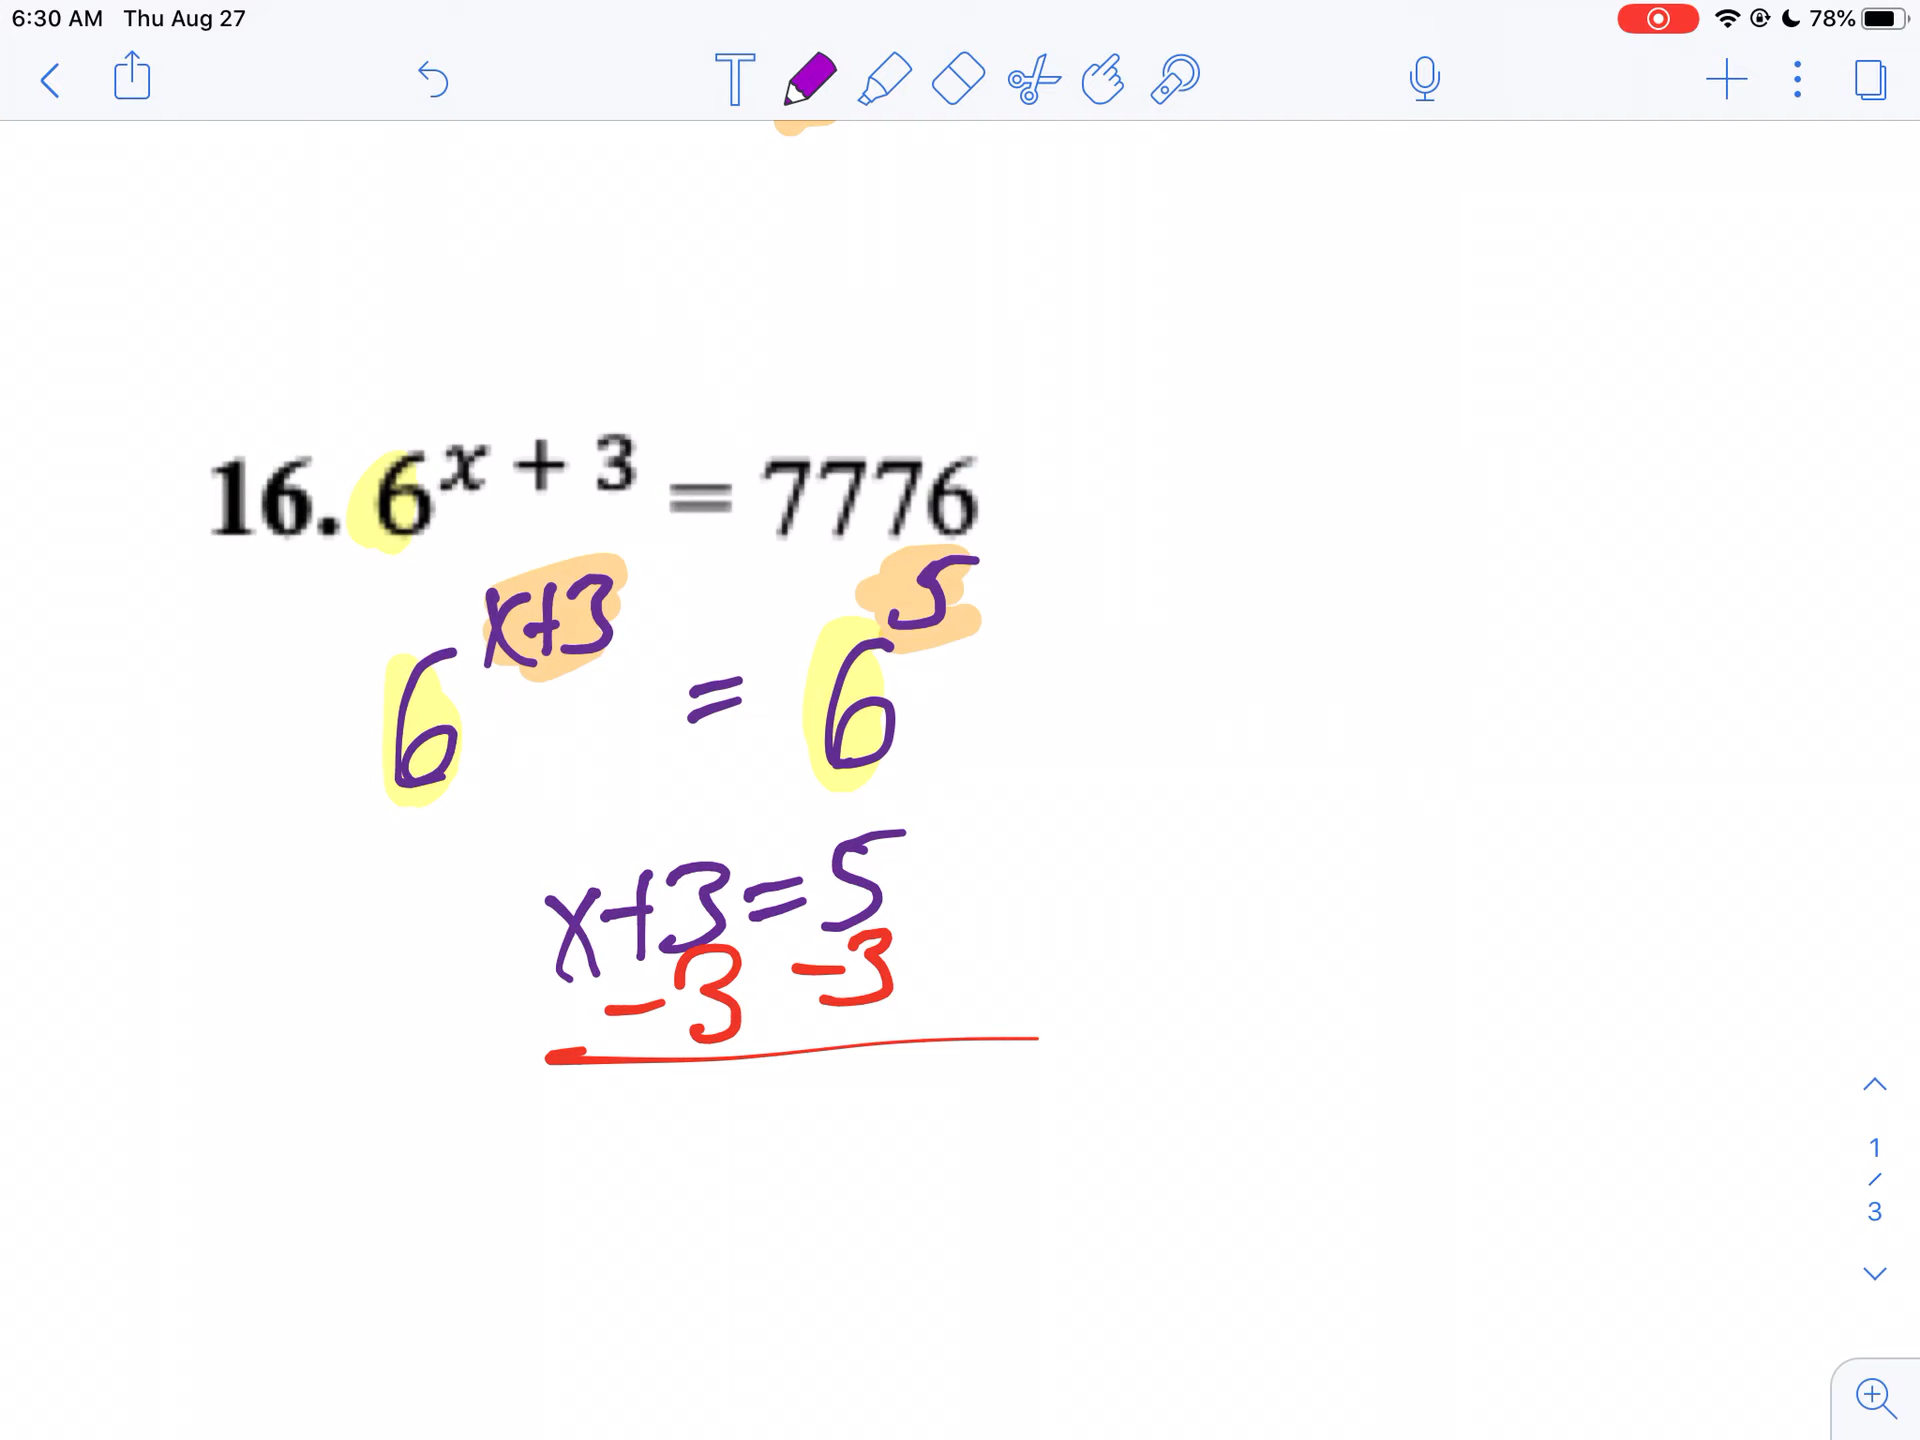 6:30 AM Thu Aug 27
78%
T
16. 6^{x + 3} = 7776
6^{x+3} = 6^5
x+3=5
-3 -3
1
/
3